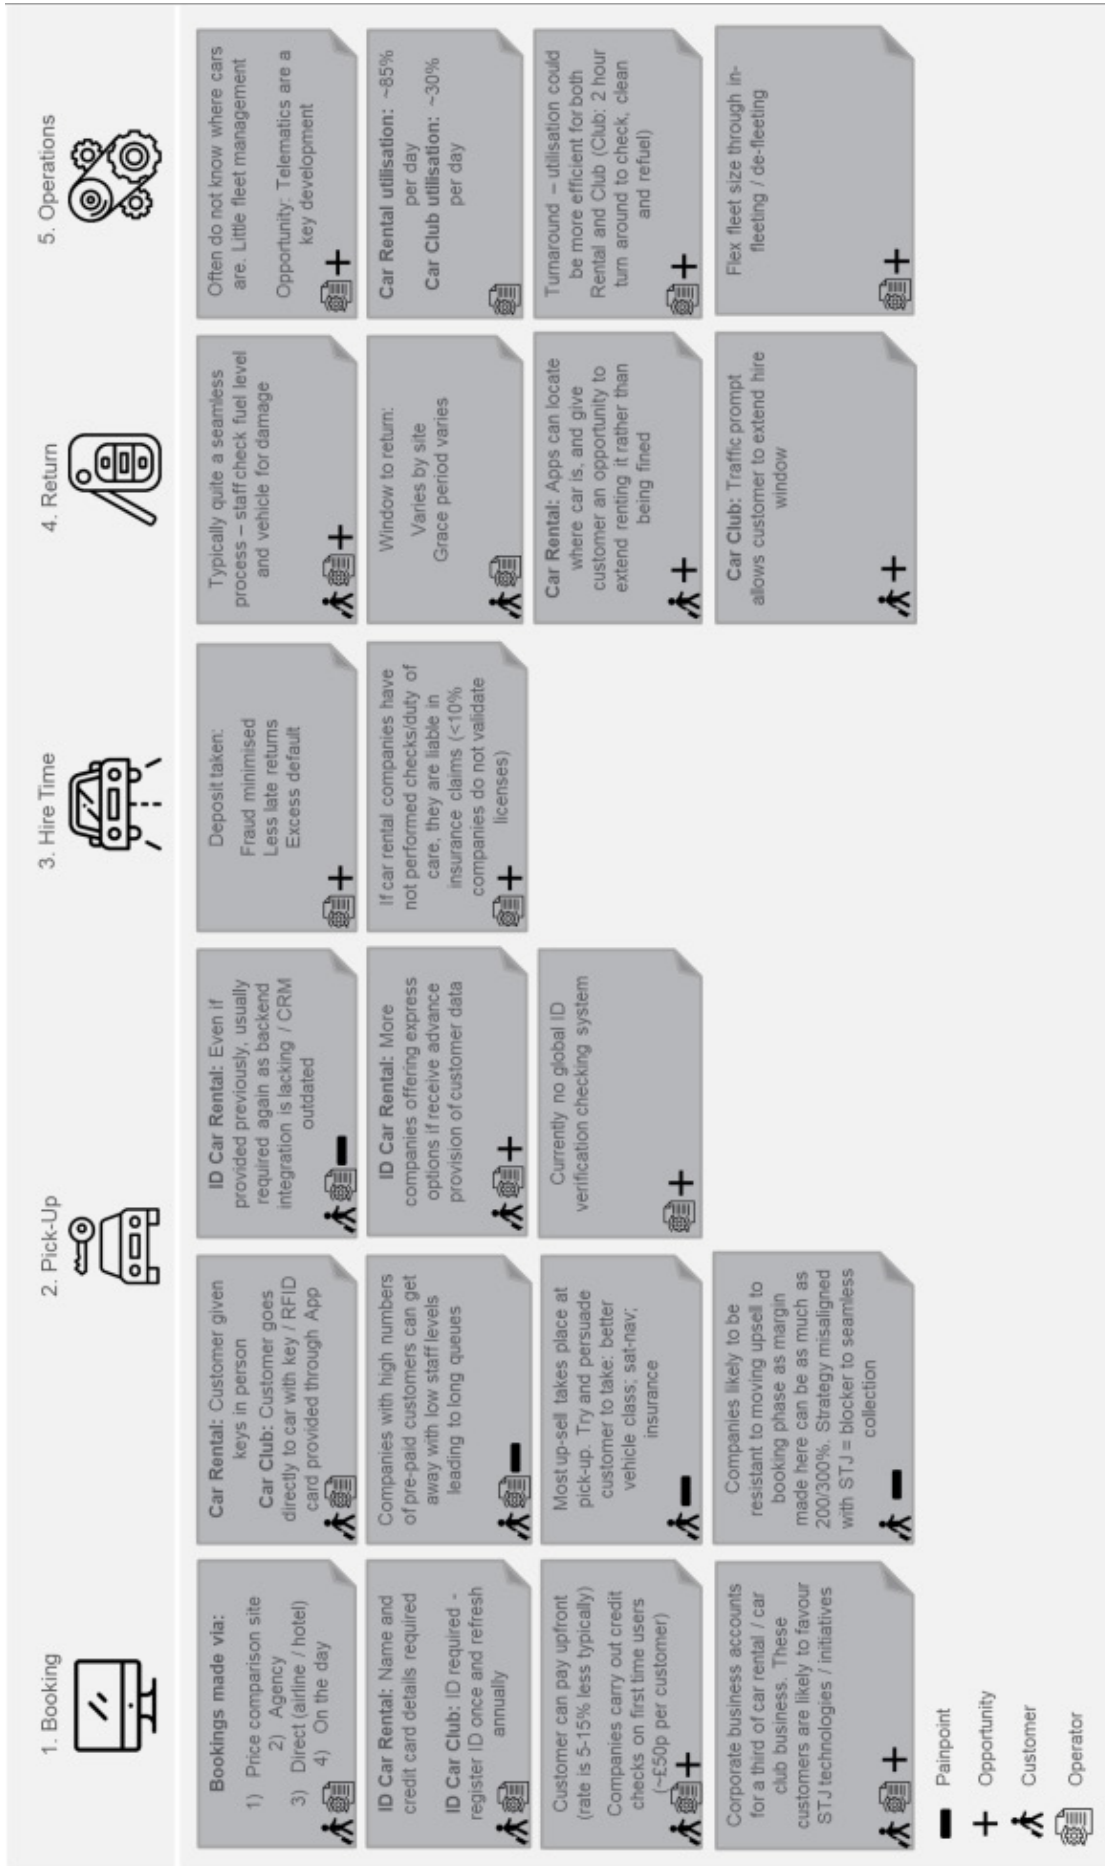 1. Booking
2. Pick-Up
3. Hire Time
4. Return
5. Operations
Bookings made via:
1) Price comparison site
2) Agency
3) Direct (airline / hotel)
4) On the day
ID Car Rental: Name and
credit card details required
ID Car Club: ID required -
register ID once and refresh
annually
Customer can pay upfront
(rate is 5-15% less typically)
Companies carry out credit
checks on first time users
(~£50p per customer)
Corporate business accounts
for a third of car rental / car
club business. These
customers are likely to favour
STJ technologies / initiatives
Car Rental: Customer given
keys in person
Car Club: Customer goes
directly to car with key / RFID
card provided through App
Companies with high numbers
of pre-paid customers can get
away with low staff levels
leading to long queues
Most up-sell takes place at
pick-up. Try and persuade
customer to take: better
vehicle class; sat-nav;
insurance
Companies likely to be
resistant to moving upsell to
booking phase as margin
made here can be as much as
200/300%. Strategy misaligned
with STJ = blocker to seamless
collection
ID Car Rental: Even if
provided previously, usually
required again as backend
integration is lacking / CRM
outdated
ID Car Rental: More
companies offering express
options if receive advance
provision of customer data
Currently no global ID
verification checking system
Deposit taken:
Fraud minimised
Less late returns
Excess default
If car rental companies have
not performed checks/duty of
care, they are liable in
insurance claims (<10%
companies do not validate
licenses)
Typically quite a seamless
process – staff check fuel level
and vehicle for damage
Window to return:
Varies by site
Grace period varies
Car Rental: Apps can locate
where car is, and give
customer an opportunity to
extend renting it rather than
being fined
Car Club: Traffic prompt
allows customer to extend hire
window
Often do not know where cars
are. Little fleet management
Opportunity: Telematics are a
key development
Car Rental utilisation: ~85%
per day
Car Club utilisation: ~30%
per day
Turnaround – utilisation could
be more efficient for both
Rental and Club (Club: 2 hour
turn around to check, clean
and refuel)
Flex fleet size through in-
fleeting / de-fleeting
Painpoint
Opportunity
Customer
Operator